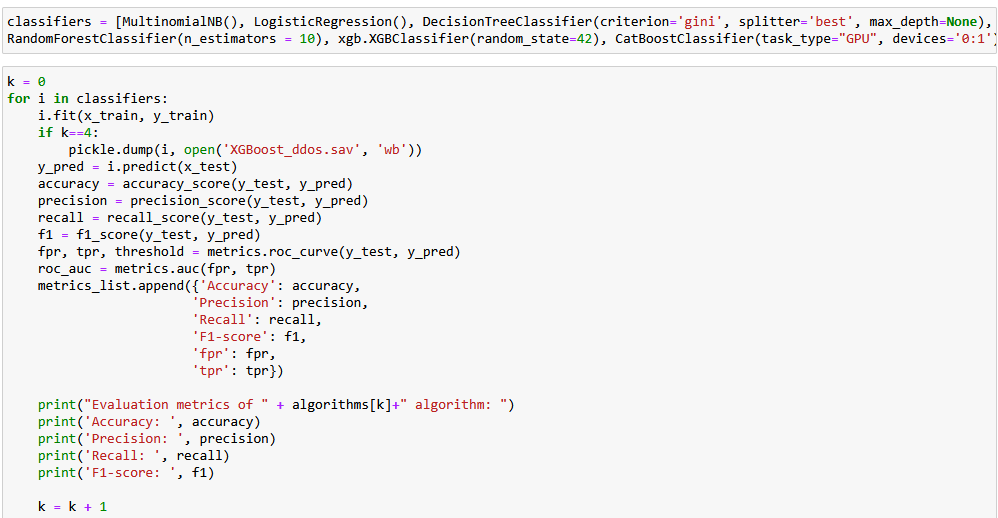 classifiers = [MultinomialNB(), LogisticRegression(), DecisionTreeClassifier(criterion='gini', splitter='best', max_depth=None),
RandomForestClassifier(n_estimators = 10), xgb.XGBClassifier(random_state=42), CatBoostClassifier(task_type="GPU", devices='0:1')
k = 0
for i in classifiers:
    i.fit(x_train, y_train)
    if k==4:
        pickle.dump(i, open('XGBoost_ddos.sav', 'wb'))
    y_pred = i.predict(x_test)
    accuracy = accuracy_score(y_test, y_pred)
    precision = precision_score(y_test, y_pred)
    recall = recall_score(y_test, y_pred)
    f1 = f1_score(y_test, y_pred)
    fpr, tpr, threshold = metrics.roc_curve(y_test, y_pred)
    roc_auc = metrics.auc(fpr, tpr)
    metrics_list.append({'Accuracy': accuracy,
                        'Precision': precision,
                        'Recall': recall,
                        'F1-score': f1,
                        'fpr': fpr,
                        'tpr': tpr})
    print("Evaluation metrics of " + algorithms[k]+" algorithm: ")
    print('Accuracy: ', accuracy)
    print('Precision: ', precision)
    print('Recall: ', recall)
    print('F1-score: ', f1)
    k = k + 1